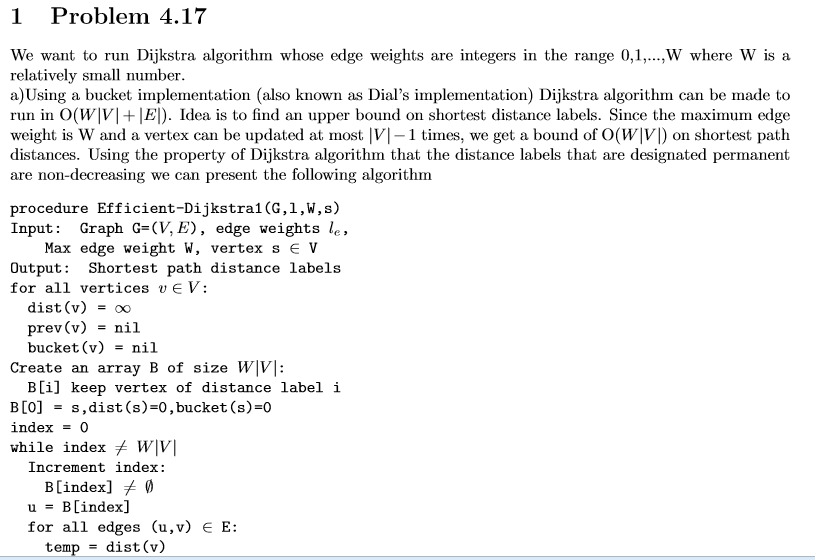 1 Problem 4.17
We want to run Dijkstra algorithm whose edge weights are integers in the range 0,1,...,W where W is a
relatively small number.
a)Using a bucket implementation (also known as Dial's implementation) Dijkstra algorithm can be made to
run in O(W|V| + |E|). Idea is to find an upper bound on shortest distance labels. Since the maximum edge
weight is W and a vertex can be updated at most |V| − 1 times, we get a bound of O(W|V|) on shortest path
distances. Using the property of Dijkstra algorithm that the distance labels that are designated permanent
are non-decreasing we can present the following algorithm
procedure Efficient-Dijkstra1(G,l,W,s)
Input: Graph G=(V, E), edge weights lₑ,
Max edge weight W, vertex s ∈ V
Output: Shortest path distance labels
for all vertices v ∈ V:
dist(v) = ∞
prev(v) = nil
bucket(v) = nil
Create an array B of size W|V|:
B[i] keep vertex of distance label i
B[0] = s,dist(s)=0,bucket(s)=0
index = 0
while index ≠ W|V|
Increment index:
B[index] ≠ ∅
u = B[index]
for all edges (u,v) ∈ E:
temp = dist(v)